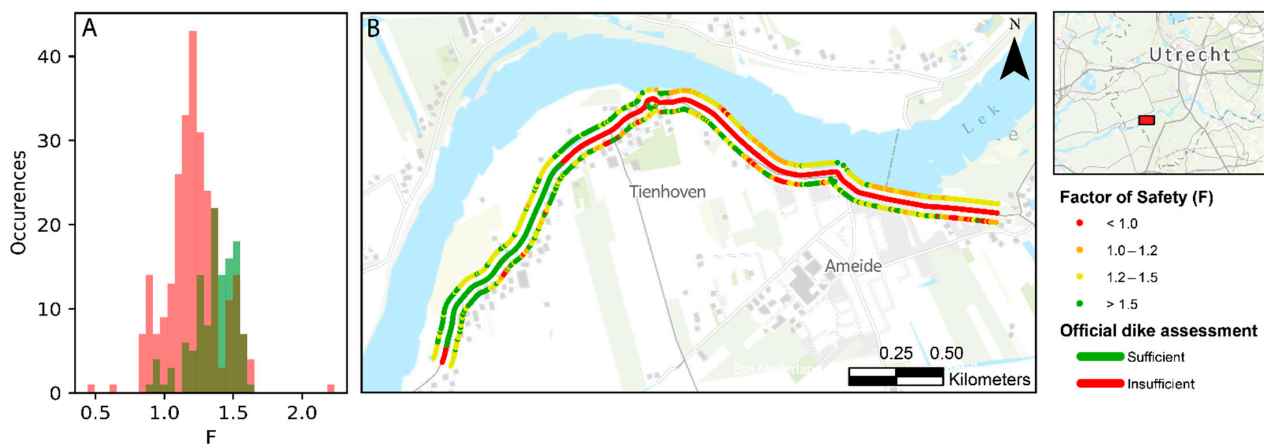 A
Occurences
40
30
20
10
0
0.5 1.0 1.5 2.0
F
B
N
Lek
e
Tienhoven
Ameide
0.25 0.50
Kilometers
Esri Nederland
Utrecht
Factor of Safety (F)
< 1.0
1.0–1.2
1.2–1.5
> 1.5
Official dike assessment
Sufficient
Insufficient